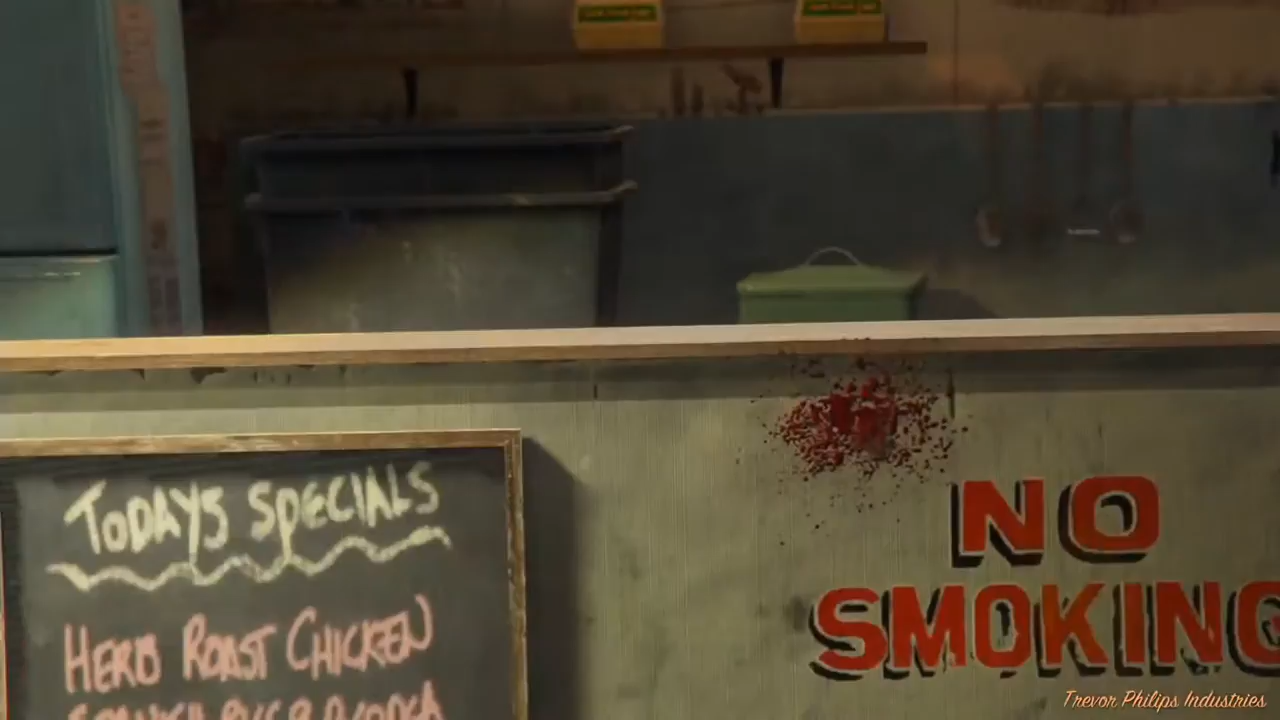 TODAYS SPECIALS
HERB ROAST CHICKEN
NO
SMOKING
Trevor Philips Industries